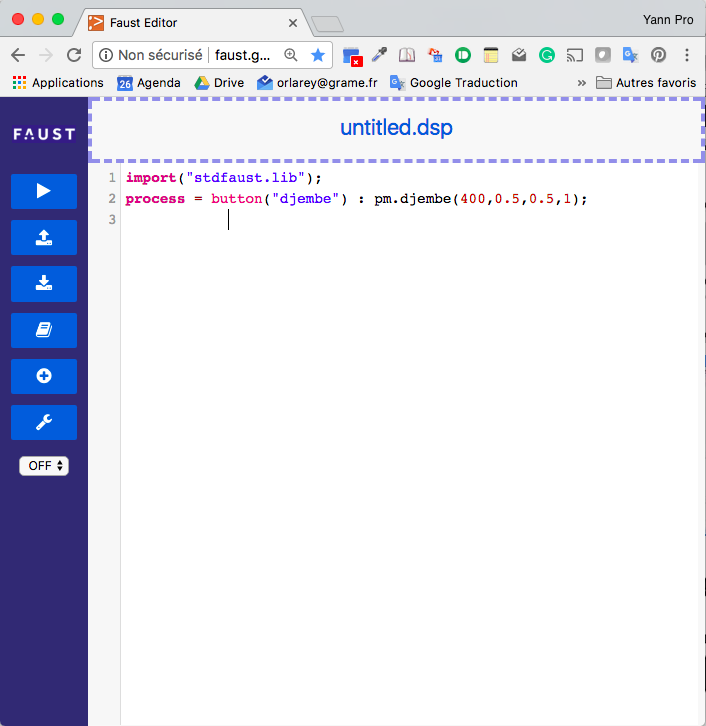 Faust Editor
Yann Pro
Non sécurisé
faust.g...
Applications
26 Agenda
Drive
orlarey@grame.fr
Google Traduction
»
Autres favoris
FAUST
untitled.dsp
1 import("stdfaust.lib");
2 process = button("djembe") : pm.djembe(400,0.5,0.5,1);
3
OFF